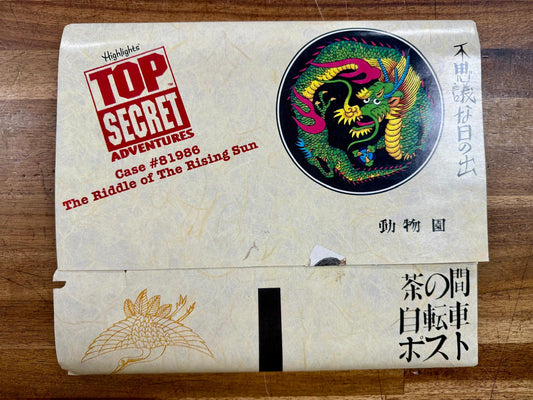 Highlights®
TOP
SECRET
ADVENTURES
Case #81986
The Riddle of The Rising Sun
不思議な日の出
動物園
茶の間
自転車
ポスト